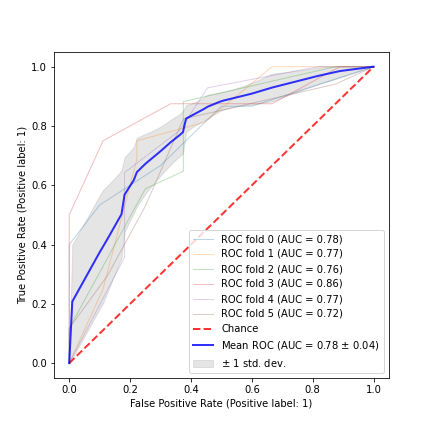 1.0
0.8
0.6
0.4
0.2
0.0
True Positive Rate (Positive label: 1)
ROC fold 0 (AUC = 0.78)
ROC fold 1 (AUC = 0.77)
ROC fold 2 (AUC = 0.76)
ROC fold 3 (AUC = 0.86)
ROC fold 4 (AUC = 0.77)
ROC fold 5 (AUC = 0.72)
Chance
Mean ROC (AUC = 0.78 ± 0.04)
± 1 std. dev.
0.0 0.2 0.4 0.6 0.8 1.0
False Positive Rate (Positive label: 1)